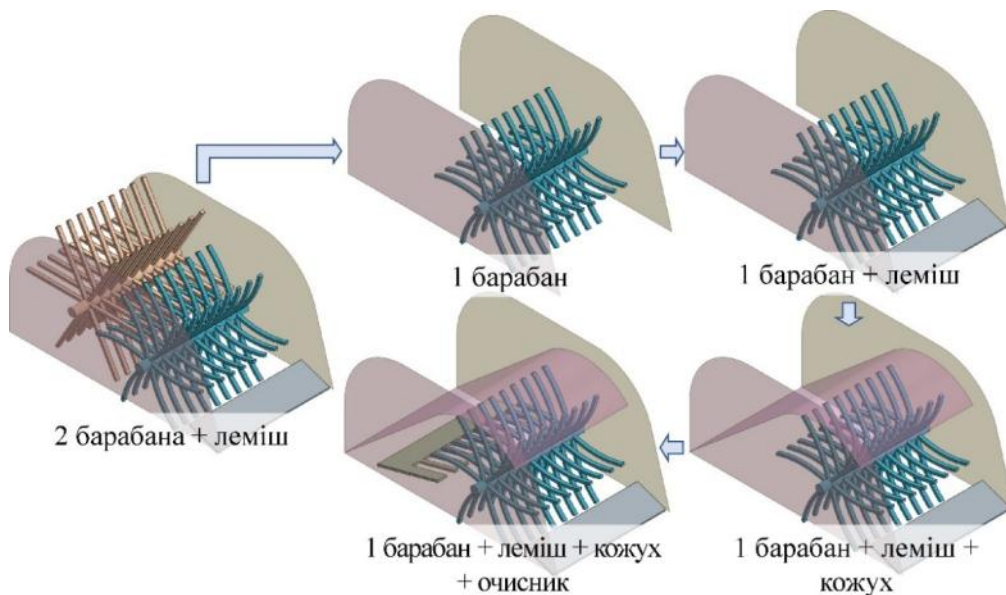 1 барабан
1 барабан + леміш
2 барабана + леміш
1 барабан + леміш + кожух
+ очисник
1 барабан + леміш +
кожух